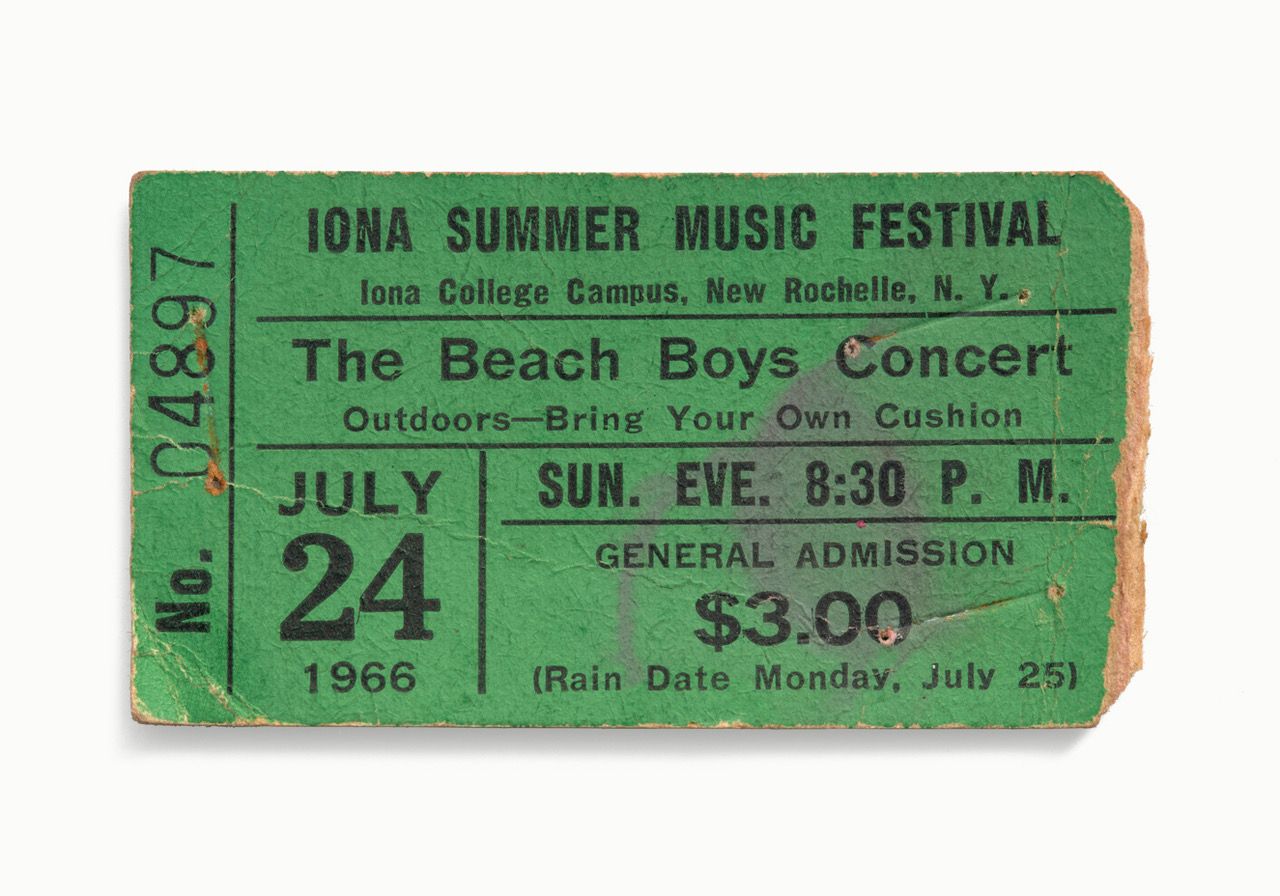 No. 04897
IONA SUMMER MUSIC FESTIVAL
Iona College Campus, New Rochelle, N. Y.
The Beach Boys Concert
Outdoors—Bring Your Own Cushion
JULY
24
1966
SUN. EVE. 8:30 P. M.
GENERAL ADMISSION
$3.00
(Rain Date Monday, July 25)